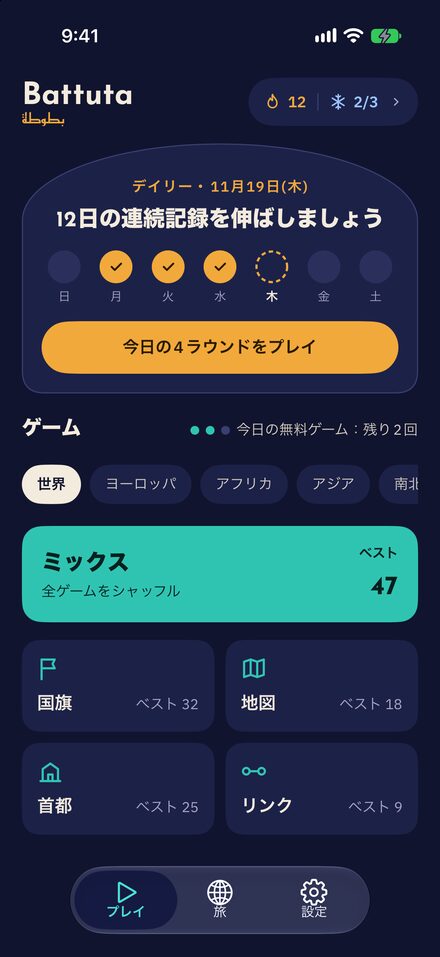 9:41
Battuta
بطوطة
12 2/3
デイリー・11月19日(木)
12日の連続記録を伸ばしましょう
日 月 火 水 木 金 土
今日の4ラウンドをプレイ
ゲーム 今日の無料ゲーム：残り2回
世界 ヨーロッパ アフリカ アジア 南北
ミックス ベスト
全ゲームをシャッフル 47
国旗 ベスト 32 地図 ベスト 18
首都 ベスト 25 リンク ベスト 9
プレイ 旅 設定